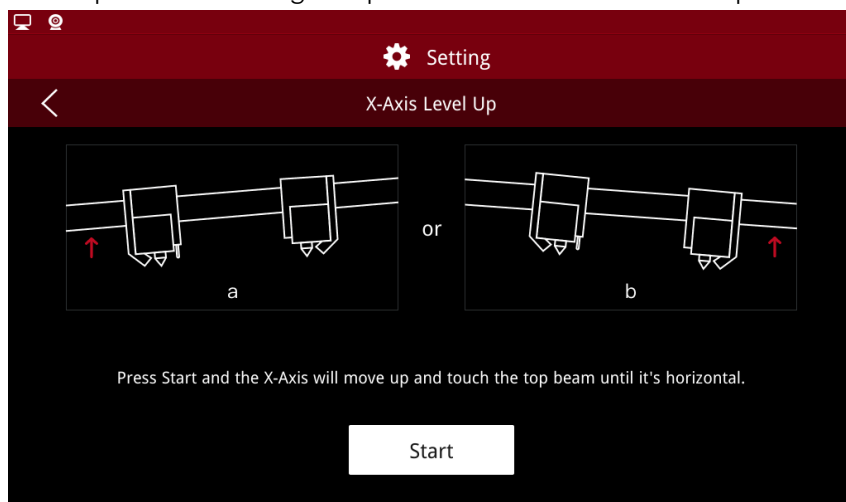 Setting
X-Axis Level Up
or
a
b
Press Start and the X-Axis will move up and touch the top beam until it's horizontal.
Start